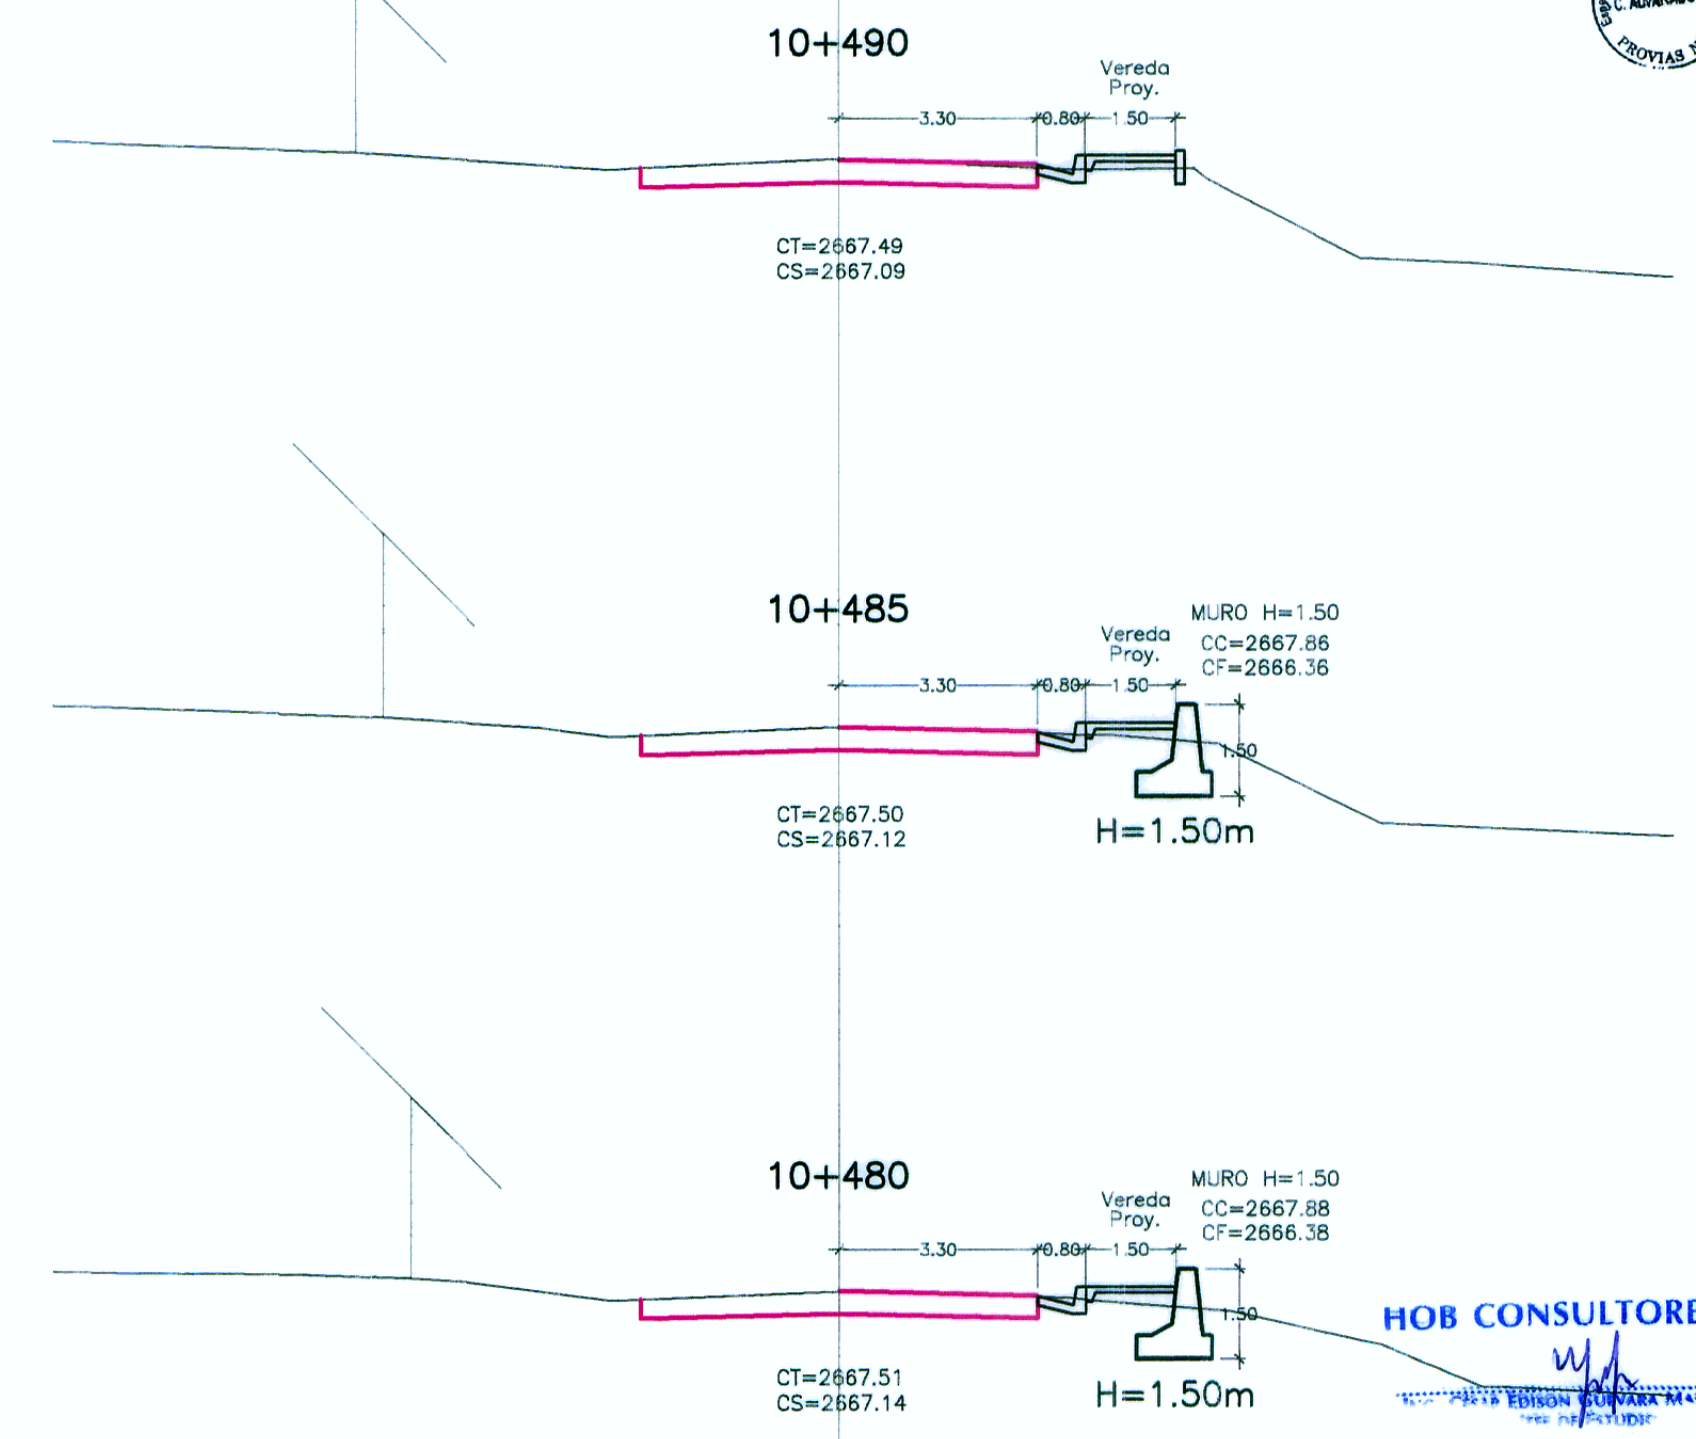 10+490
Vereda
Proy.
3.30 0.80 1.50
CT=2667.49
CS=2667.09
PROVIAS
10+485
MURO H=1.50
CC=2667.86
CF=2666.36
Vereda
Proy.
3.30 0.80 1.50
1.50
CT=2667.50
CS=2667.12
H=1.50m
10+480
MURO H=1.50
CC=2667.88
CF=2666.38
Vereda
Proy.
3.30 0.80 1.50
1.50
CT=2667.51
CS=2667.14
H=1.50m
HOB CONSULTORE
EDISON GUEVARA